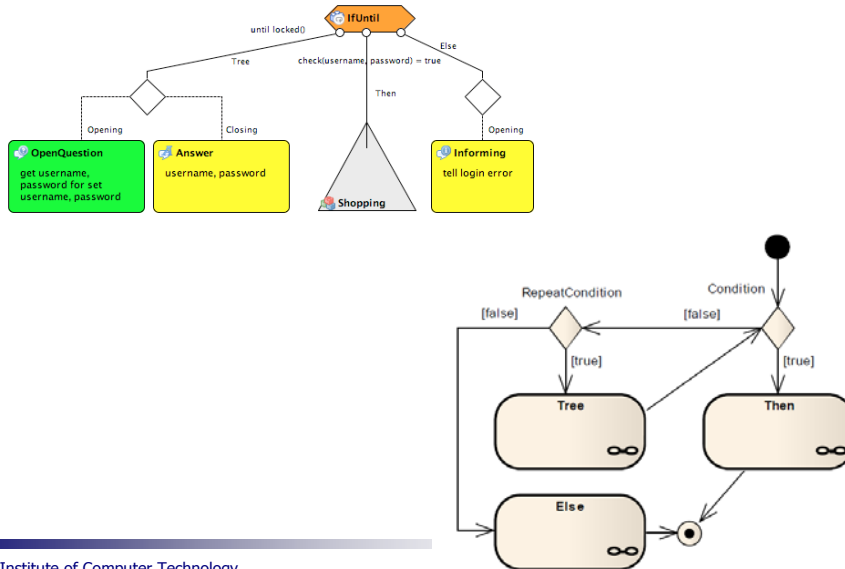 IfUntil
until locked()
Else
Tree
check(username, password) = true
Then
Opening
Closing
Opening
OpenQuestion
get username,
password for set
username, password
Answer
username, password
Shopping
Informing
tell login error
RepeatCondition
Condition
[false]
[false]
[true]
[true]
Tree
Then
Else
Institute of Computer Technology